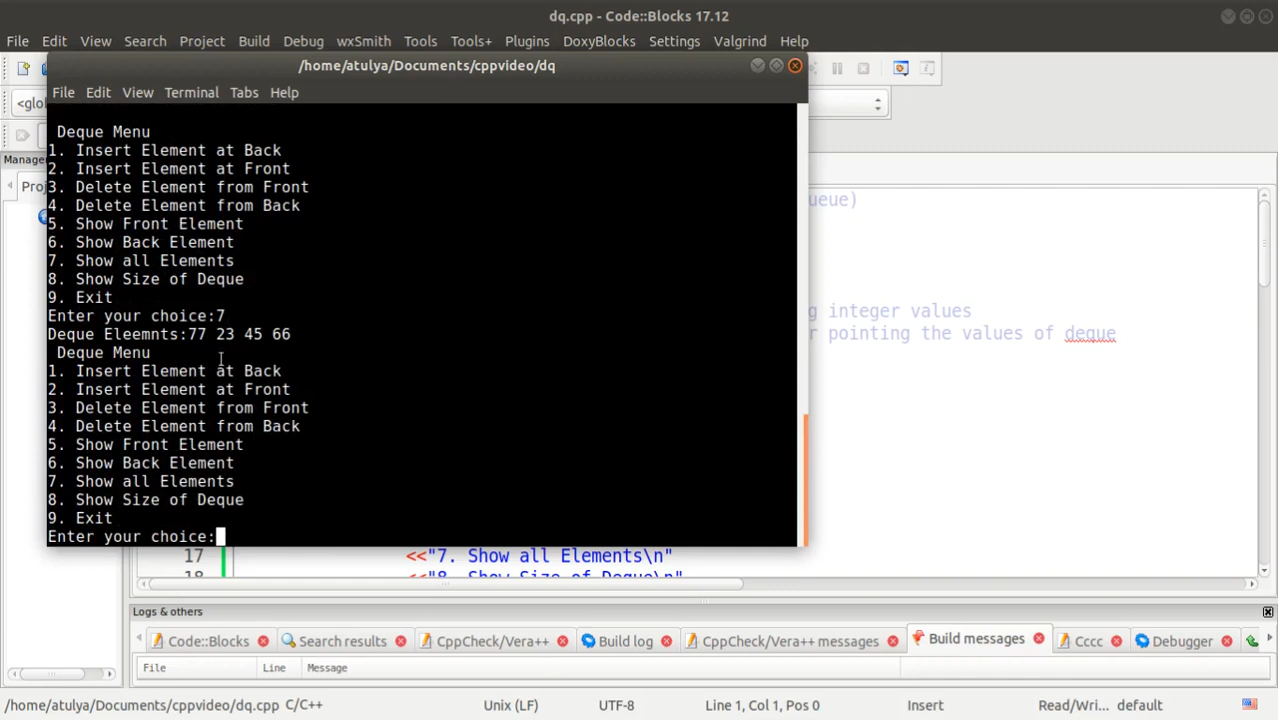 dq.cpp - Code::Blocks 17.12
File Edit View Search Project Build Debug wxSmith Tools Tools+ Plugins DoxyBlocks Settings Valgrind Help
/home/atulya/Documents/cppvideo/dq
File Edit View Terminal Tabs Help
<glo
Manager
Proj
Deque Menu
1. Insert Element at Back
2. Insert Element at Front
3. Delete Element from Front
4. Delete Element from Back
5. Show Front Element
6. Show Back Element
7. Show all Elements
8. Show Size of Deque
9. Exit
Enter your choice:7
Deque Eleemnts:77 23 45 66
Deque Menu
1. Insert Element at Back
2. Insert Element at Front
3. Delete Element from Front
4. Delete Element from Back
5. Show Front Element
6. Show Back Element
7. Show all Elements
8. Show Size of Deque
9. Exit
Enter your choice:
ueue)
g integer values
r pointing the values of deque
17 <<"7. Show all Elements\n"
18 <<"8. Show Size of Deque\n"
Logs & others
Code::Blocks Search results CppCheck/Vera++ Build log CppCheck/Vera++ messages Build messages Cccc Debugger
File Line Message
/home/atulya/Documents/cppvideo/dq.cpp C/C++ Unix (LF) UTF-8 Line 1, Col 1, Pos 0 Insert Read/Wri... default